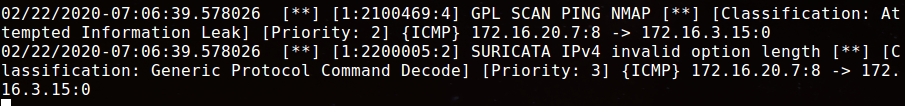 02/22/2020-07:06:39.578026  [**] [1:2100469:4] GPL SCAN PING NMAP [**] [Classification: At
tempted Information Leak] [Priority: 2] {ICMP} 172.16.20.7:8 -> 172.16.3.15:0
02/22/2020-07:06:39.578026  [**] [1:2200005:2] SURICATA IPv4 invalid option length [**] [C
lassification: Generic Protocol Command Decode] [Priority: 3] {ICMP} 172.16.20.7:8 -> 172.
16.3.15:0